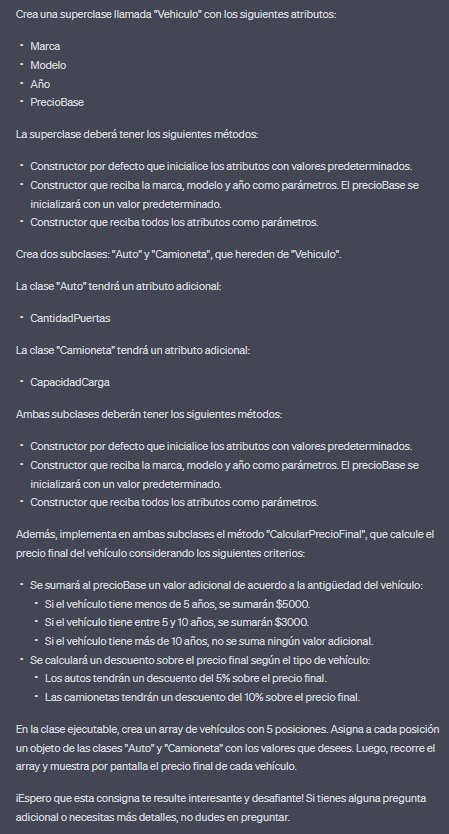 Crea una superclase llamada "Vehiculo" con los siguientes atributos:
- Marca
- Modelo
- Año
- PrecioBase
La superclase deberá tener los siguientes métodos:
- Constructor por defecto que inicialice los atributos con valores predeterminados.
- Constructor que reciba la marca, modelo y año como parámetros. El precioBase se
inicializará con un valor predeterminado.
- Constructor que reciba todos los atributos como parámetros.
Crea dos subclases: "Auto" y "Camioneta", que hereden de "Vehiculo".
La clase "Auto" tendrá un atributo adicional:
- CantidadPuertas
La clase "Camioneta" tendrá un atributo adicional:
- CapacidadCarga
Ambas subclases deberán tener los siguientes métodos:
- Constructor por defecto que inicialice los atributos con valores predeterminados.
- Constructor que reciba la marca, modelo y año como parámetros. El precioBase se
inicializará con un valor predeterminado.
- Constructor que reciba todos los atributos como parámetros.
Además, implementa en ambas subclases el método "CalcularPrecioFinal", que calcule el
precio final del vehículo considerando los siguientes criterios:
- Se sumará al precioBase un valor adicional de acuerdo a la antigüedad del vehículo:
- Si el vehículo tiene menos de 5 años, se sumarán $5000.
- Si el vehículo tiene entre 5 y 10 años, se sumarán $3000.
- Si el vehículo tiene más de 10 años, no se suma ningún valor adicional.
- Se calculará un descuento sobre el precio final según el tipo de vehículo:
- Los autos tendrán un descuento del 5% sobre el precio final.
- Las camionetas tendrán un descuento del 10% sobre el precio final.
En la clase ejecutable, crea un array de vehículos con 5 posiciones. Asigna a cada posición
un objeto de las clases "Auto" y "Camioneta" con los valores que desees. Luego, recorre el
array y muestra por pantalla el precio final de cada vehículo.
¡Espero que esta consigna te resulte interesante y desafiante! Si tienes alguna pregunta
adicional o necesitas más detalles, no dudes en preguntar.